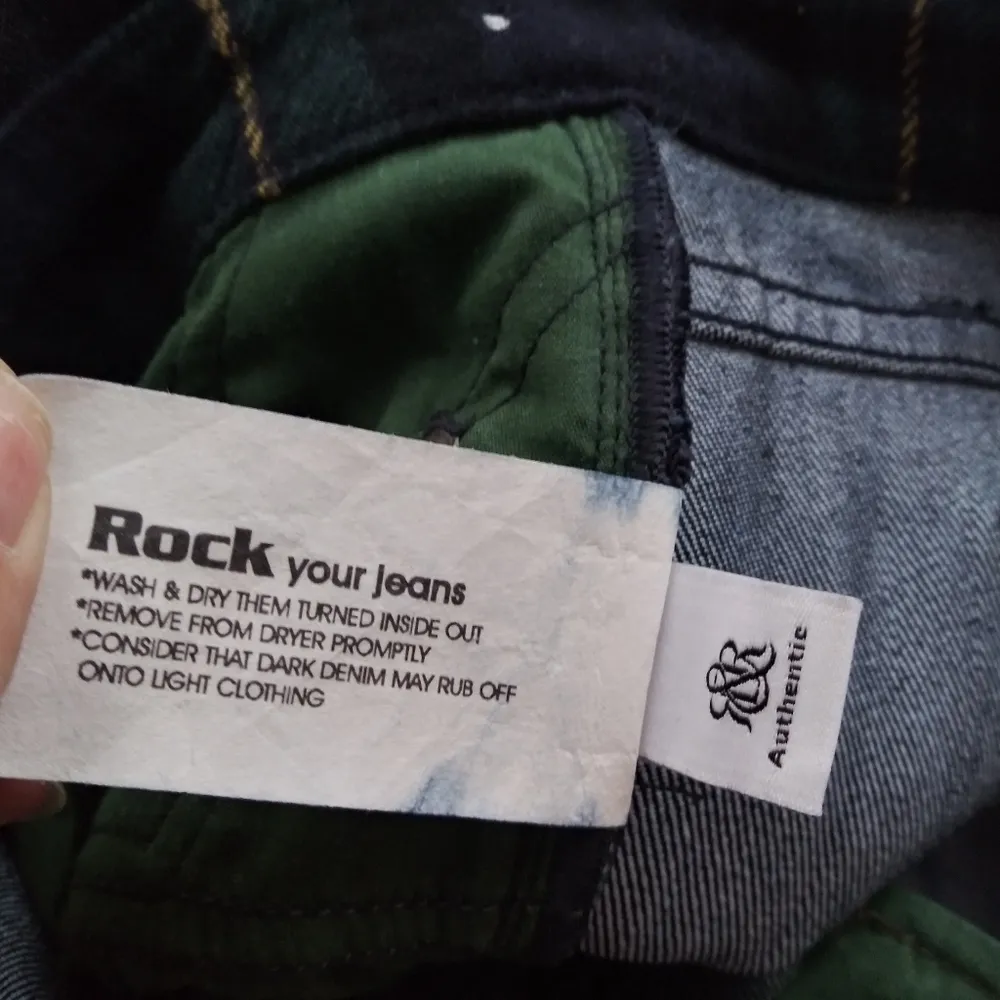 Rock your jeans
*WASH & DRY THEM TURNED INSIDE OUT
*REMOVE FROM DRYER PROMPTLY
*CONSIDER THAT DARK DENIM MAY RUB OFF
ONTO LIGHT CLOTHING
Authentic